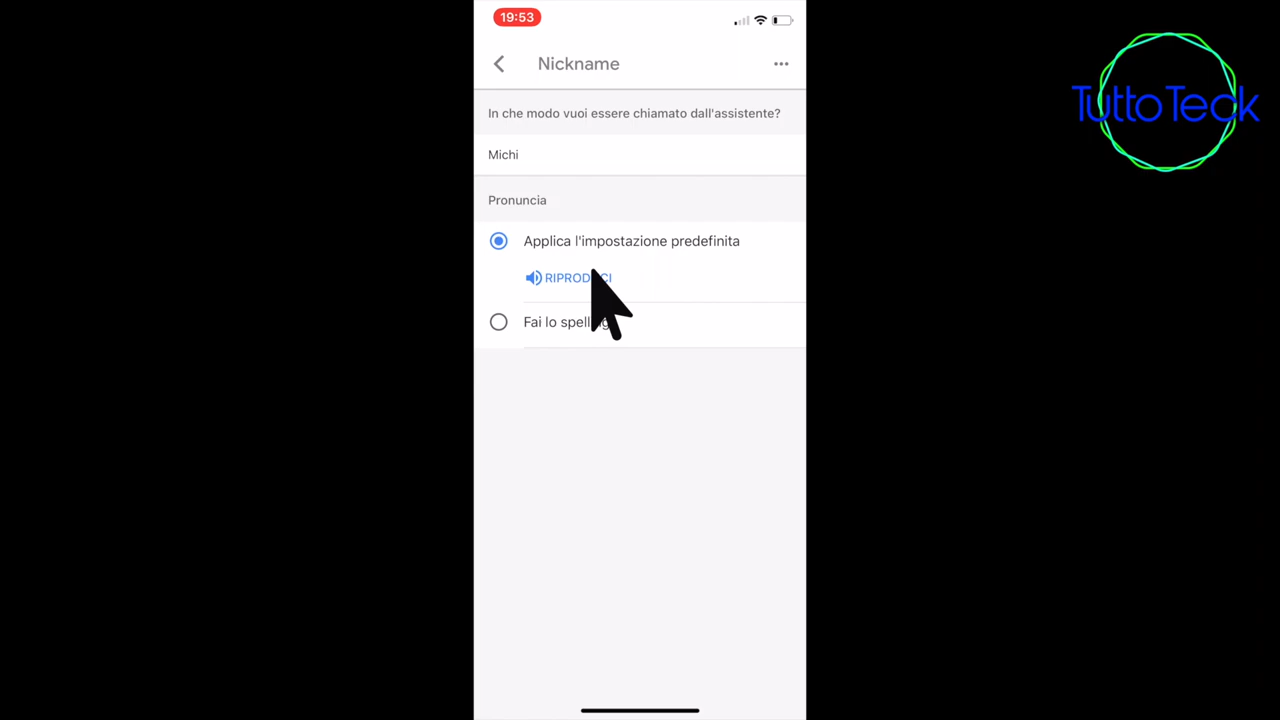 19:53
Nickname
In che modo vuoi essere chiamato dall'assistente?
Michi
Pronuncia
Applica l'impostazione predefinita
Fai lo
TuttoTeck